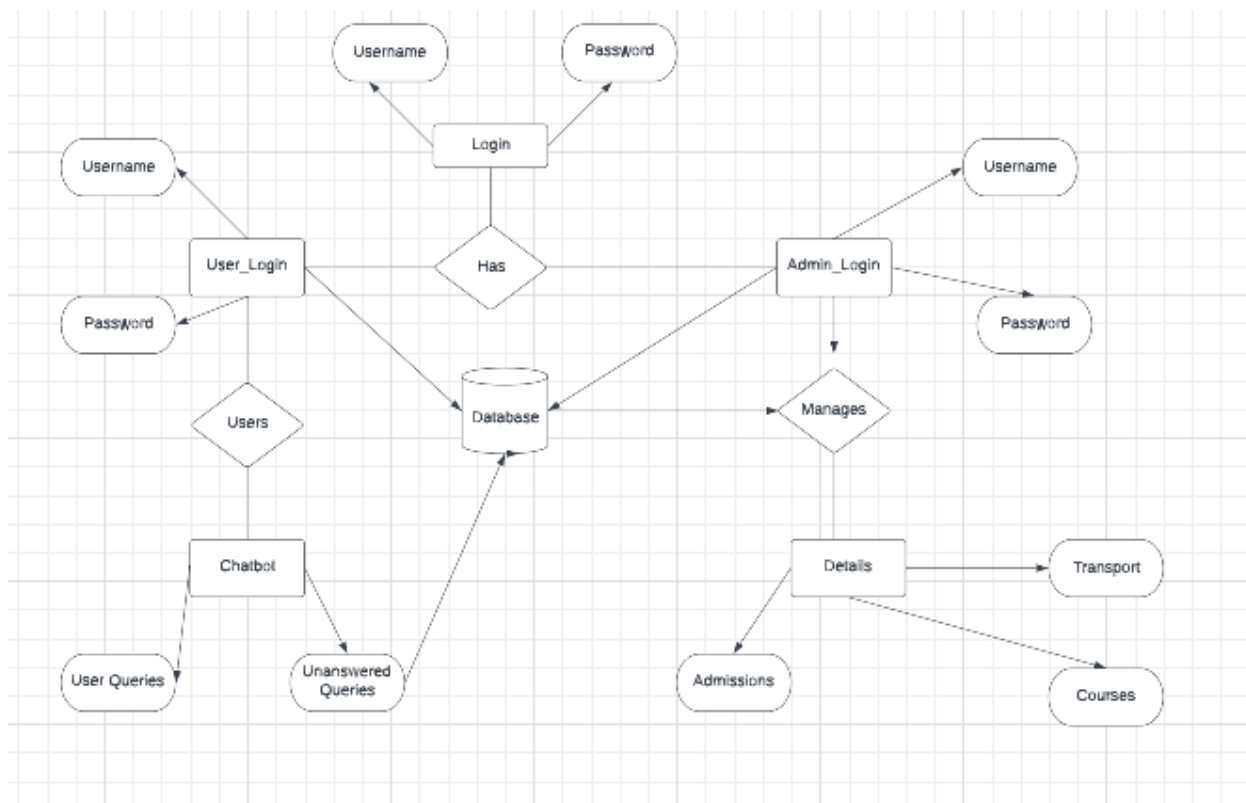 Username
Password
Login
Username
Username
User_Login
Has
Admin_Login
Password
Password
Database
Manages
Users
Chatbot
Details
Transport
User Queries
Unanswered
Queries
Admissions
Courses